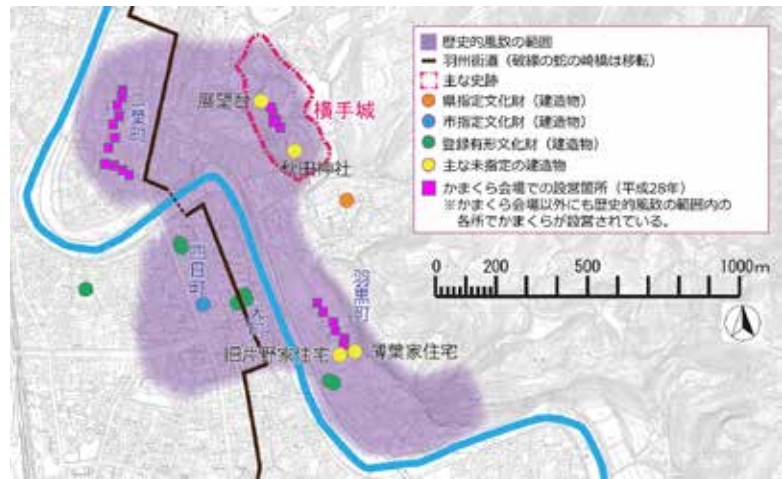 歴史的風致の範囲
羽州街道（破線の蛇の崎橋は移転）
主な史跡
県指定文化財（建造物）
市指定文化財（建造物）
登録有形文化財（建造物）
主な未指定の建造物
かまくら会場での設営箇所（平成28年）
※かまくら会場以外にも歴史的風致の範囲内の
各所でかまくらが設営されている。
展望台
横手城
秋田神社
二葉町
四日町
羽黒町
旧片野家住宅
0 200 500 1000m